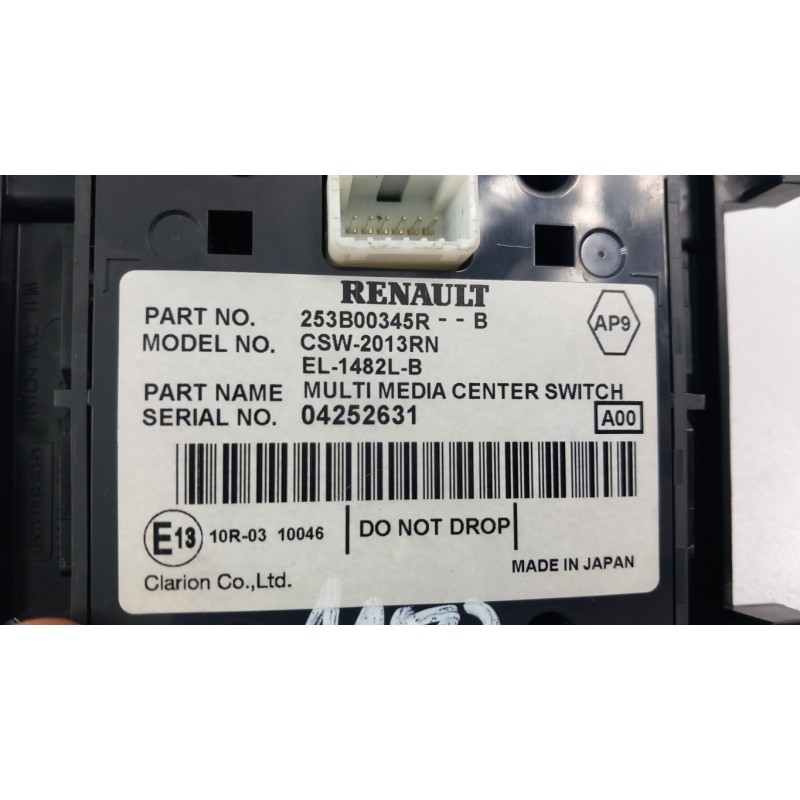 RENAULT
PART NO. 253B00345R - - B
AP9
MODEL NO. CSW-2013RN
EL-1482L-B
PART NAME MULTI MEDIA CENTER SWITCH
SERIAL NO. 04252631
A00
E13 10R-03 10046 DO NOT DROP
MADE IN JAPAN
Clarion Co.,Ltd.